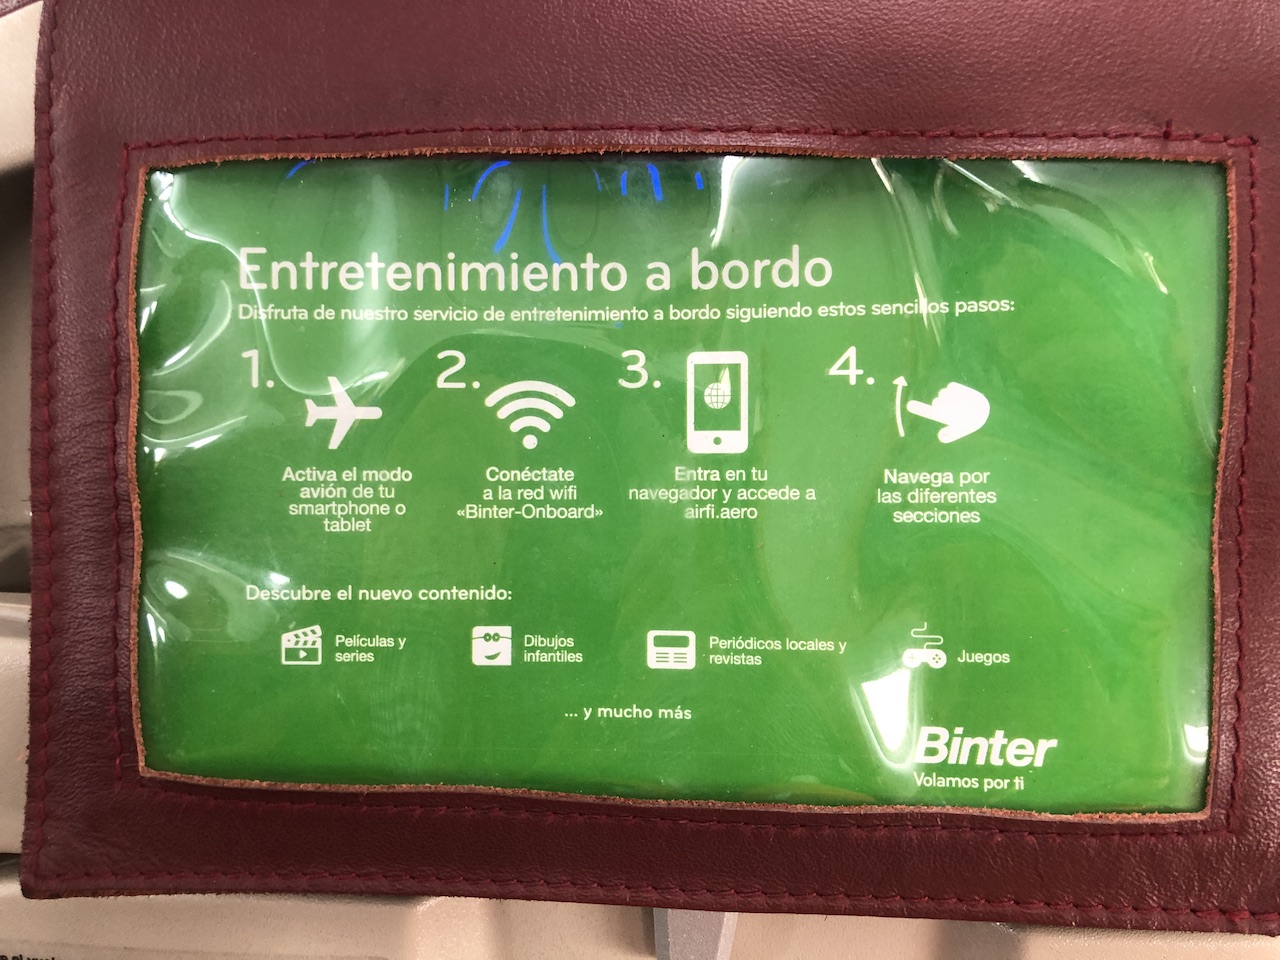 Entretenimiento a bordo
Disfruta de nuestro servicio de entretenimiento a bordo siguiendo estos sencillos pasos:
1.
Activa el modo
avión de tu
smartphone o
tablet
2.
Conéctate
a la red wifi
«Binter-Onboard»
3.
Entra en tu
navegador y accede a
airfi.aero
4.
Navega por
las diferentes
secciones
Descubre el nuevo contenido:
Películas y
series
Dibujos
infantiles
Periódicos locales y
revistas
Juegos
... y mucho más
Binter
Volamos por ti